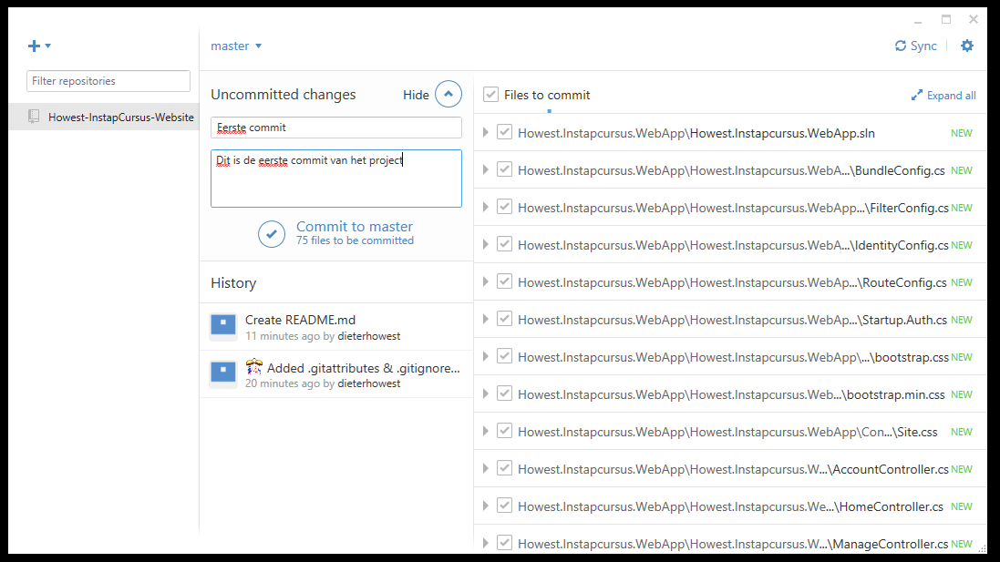 master
Sync
Filter repositories
Howest-InstapCursus-Website
Uncommitted changes
Hide
Eerste commit
Dit is de eerste commit van het project
Commit to master
75 files to be committed
History
Create README.md
11 minutes ago by dieterhowest
Added .gitattributes & .gitignore...
20 minutes ago by dieterhowest
Files to commit
Expand all
Howest.Instapcursus.WebApp\Howest.Instapcursus.WebApp.sln NEW
Howest.Instapcursus.WebApp\Howest.Instapcursus.WebA...\BundleConfig.cs NEW
Howest.Instapcursus.WebApp\Howest.Instapcursus.WebApp...\FilterConfig.cs NEW
Howest.Instapcursus.WebApp\Howest.Instapcursus.WebA...\IdentityConfig.cs NEW
Howest.Instapcursus.WebApp\Howest.Instapcursus.WebAp...\RouteConfig.cs NEW
Howest.Instapcursus.WebApp\Howest.Instapcursus.WebAp...\Startup.Auth.cs NEW
Howest.Instapcursus.WebApp\Howest.Instapcursus.WebApp\...\bootstrap.css NEW
Howest.Instapcursus.WebApp\Howest.Instapcursus.Web...\bootstrap.min.css NEW
Howest.Instapcursus.WebApp\Howest.Instapcursus.WebApp\Con...\Site.css NEW
Howest.Instapcursus.WebApp\Howest.Instapcursus.W...\AccountController.cs NEW
Howest.Instapcursus.WebApp\Howest.Instapcursus.We...\HomeController.cs NEW
Howest.Instapcursus.WebApp\Howest.Instapcursus.W...\ManageController.cs NEW